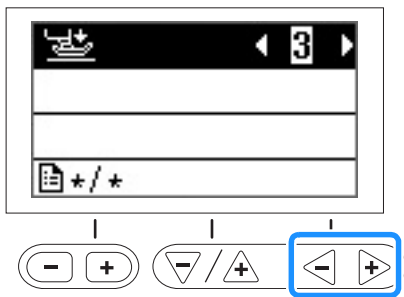 3
*/*
- + - / + - +